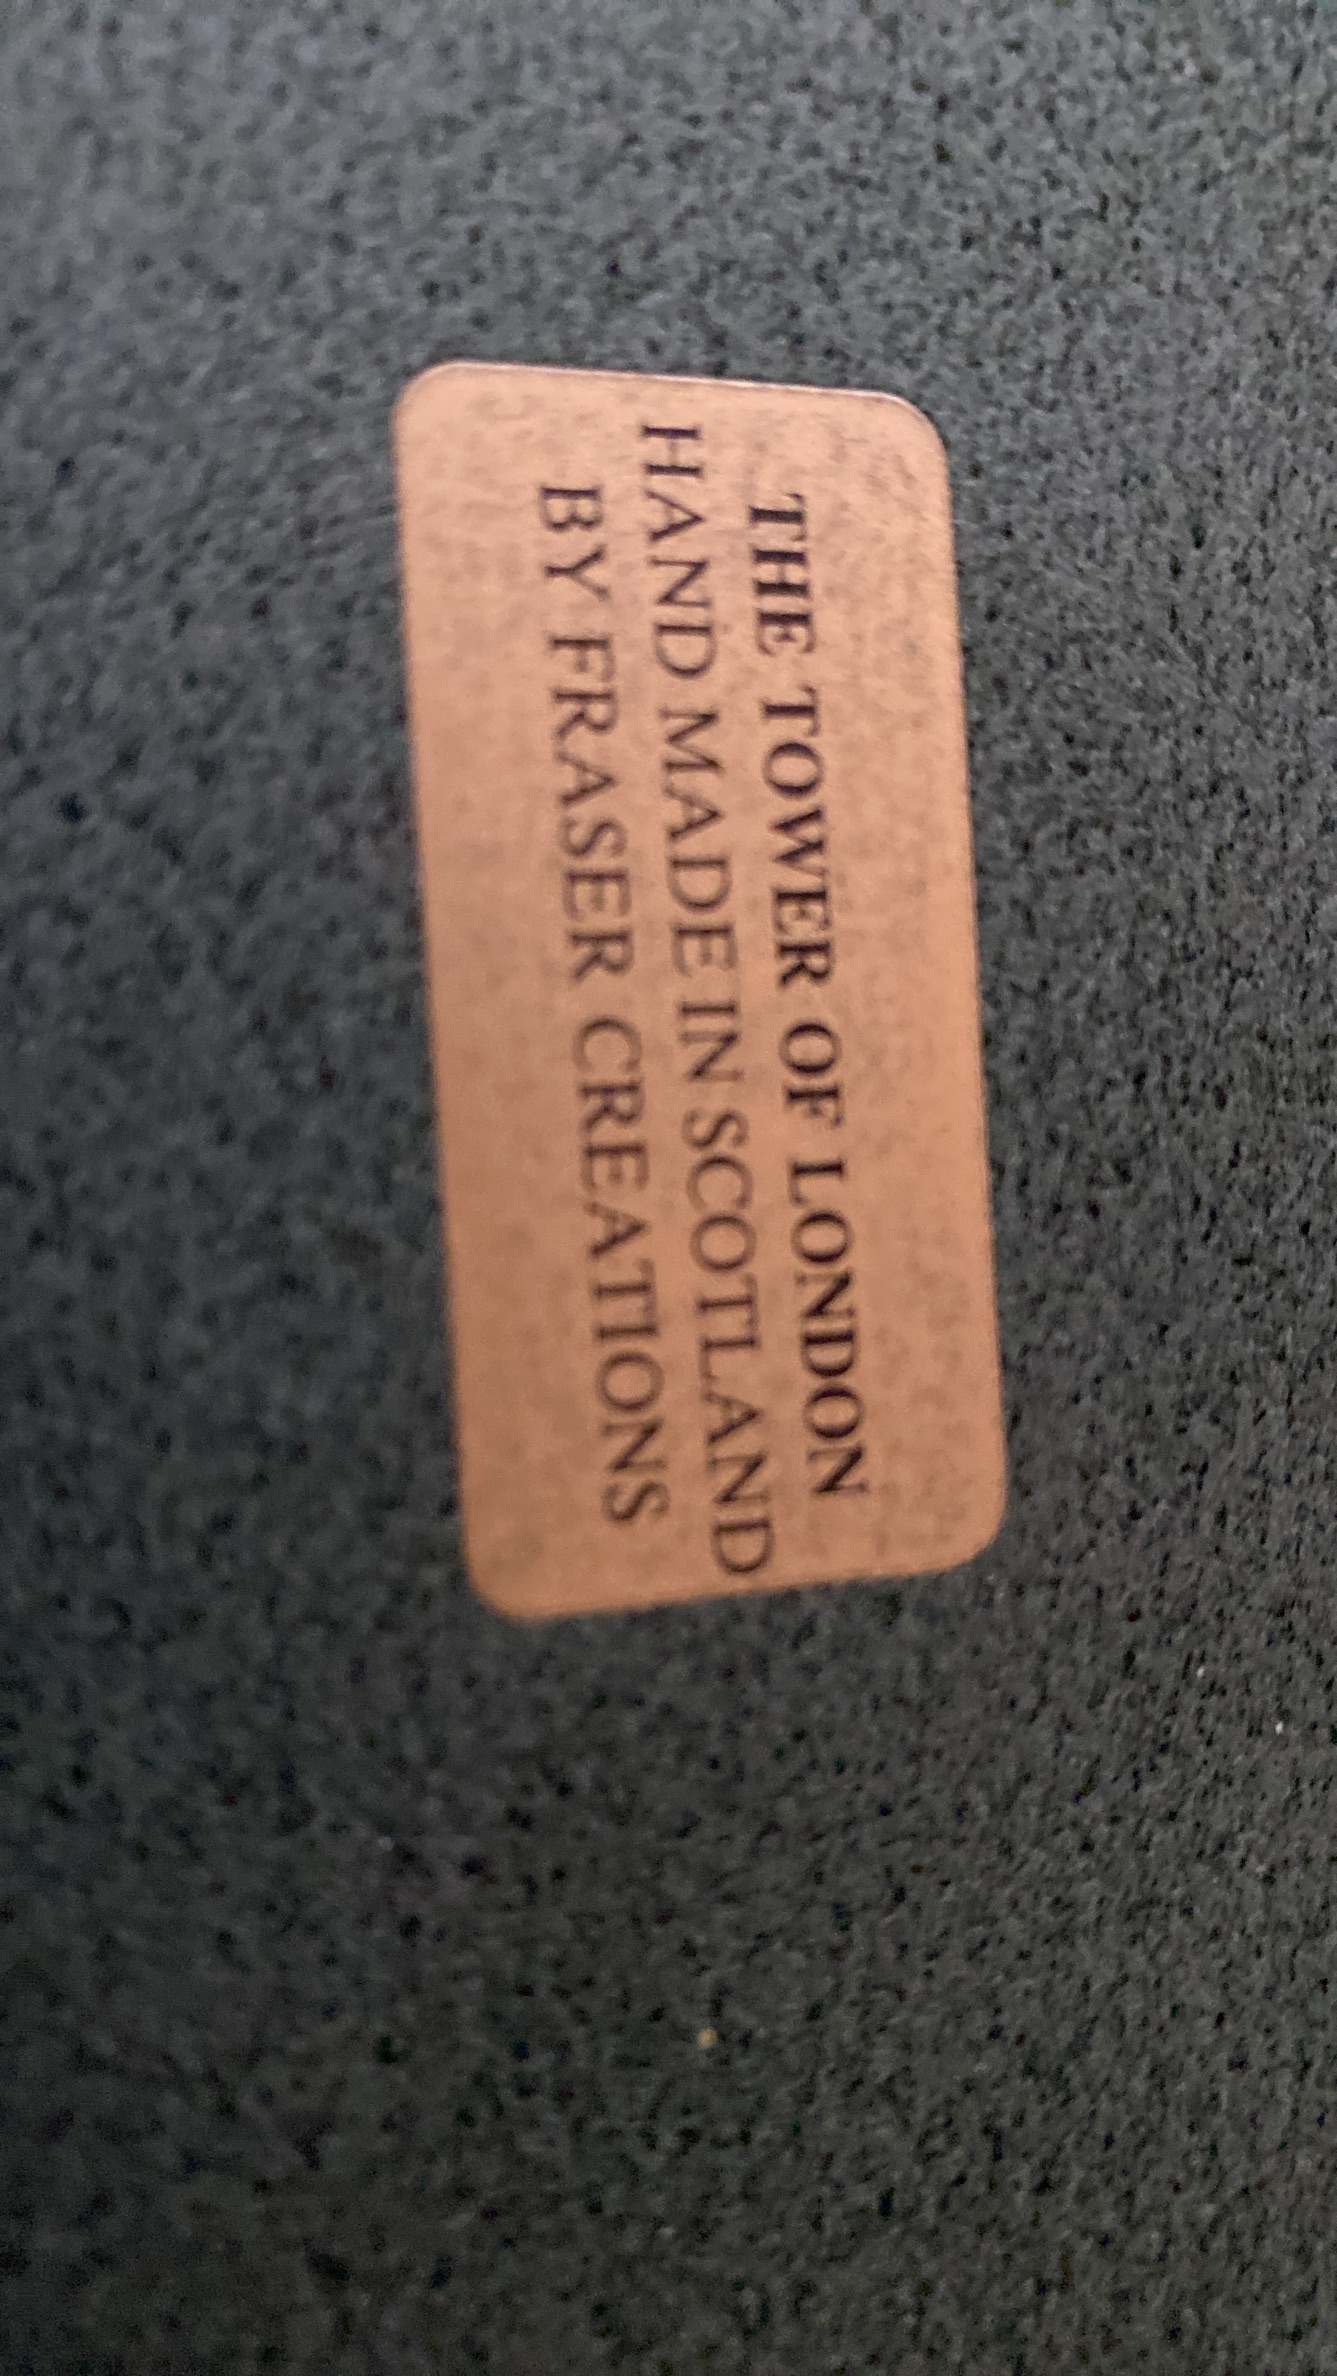 THE TOWER OF LONDON
HAND MADE IN SCOTLAND
BY FRASER CREATIONS